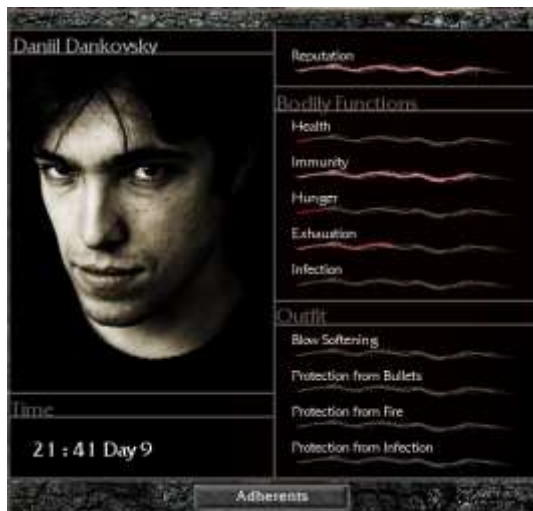 Daniil Dankovsky
Reputation
Bodily Functions
Health
Immunity
Hunger
Exhaustion
Infection
Outfit
Blow Softening
Protection from Bullets
Protection from Fire
Protection from Infection
Time
21 : 41 Day 9
Adherents